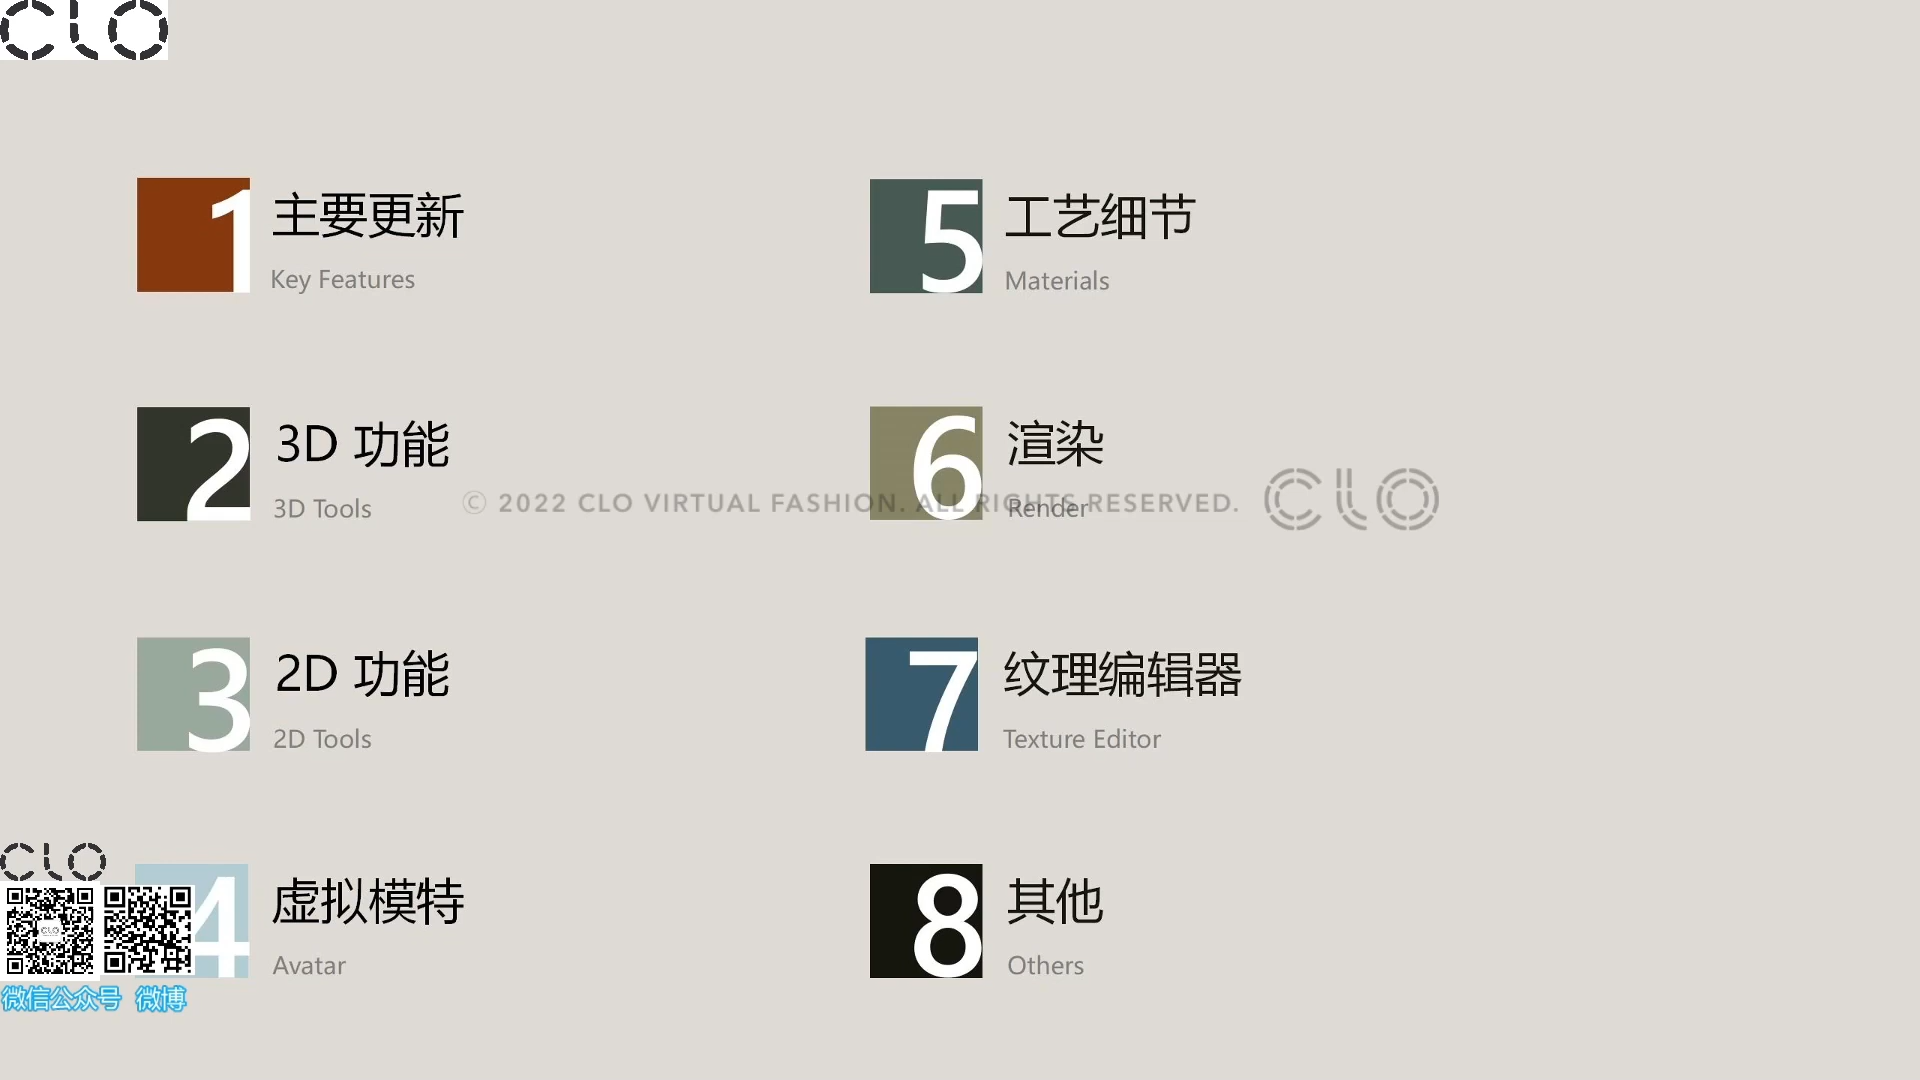 CLO
1
主要更新
Key Features
2
3D 功能
3D Tools
3
2D 功能
2D Tools
4
虚拟模特
Avatar
5
工艺细节
Materials
6
渲染
Render
7
纹理编辑器
Texture Editor
8
其他
Others
© 2022 CLO VIRTUAL FASHION. ALL RIGHTS RESERVED. CLO
CLO
CLO
微信公众号 微博